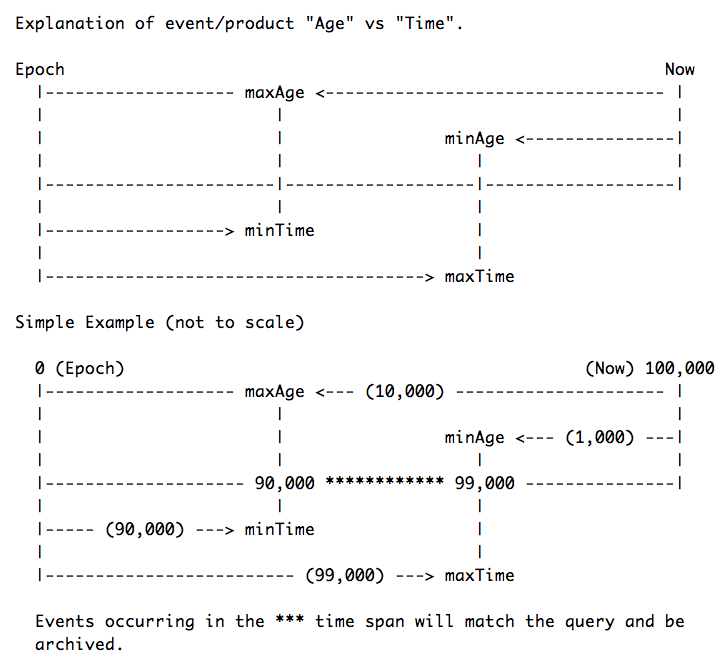 Explanation of event/product "Age" vs "Time".
Epoch Now
|------------------- maxAge <---------------------------------- |
| | |
| | minAge <---------------|
| | | |
|-----------------------|-------------------|-------------------|
| | |
|------------------> minTime |
| |
|--------------------------------------> maxTime
Simple Example (not to scale)
0 (Epoch) (Now) 100,000
|------------------- maxAge <--- (10,000) --------------------- |
| | |
| | minAge <--- (1,000) ---|
| | | |
|-------------------- 90,000 ************ 99,000 ---------------|
| | |
|----- (90,000) ---> minTime |
| |
|------------------------- (99,000) ---> maxTime
Events occurring in the *** time span will match the query and be
archived.